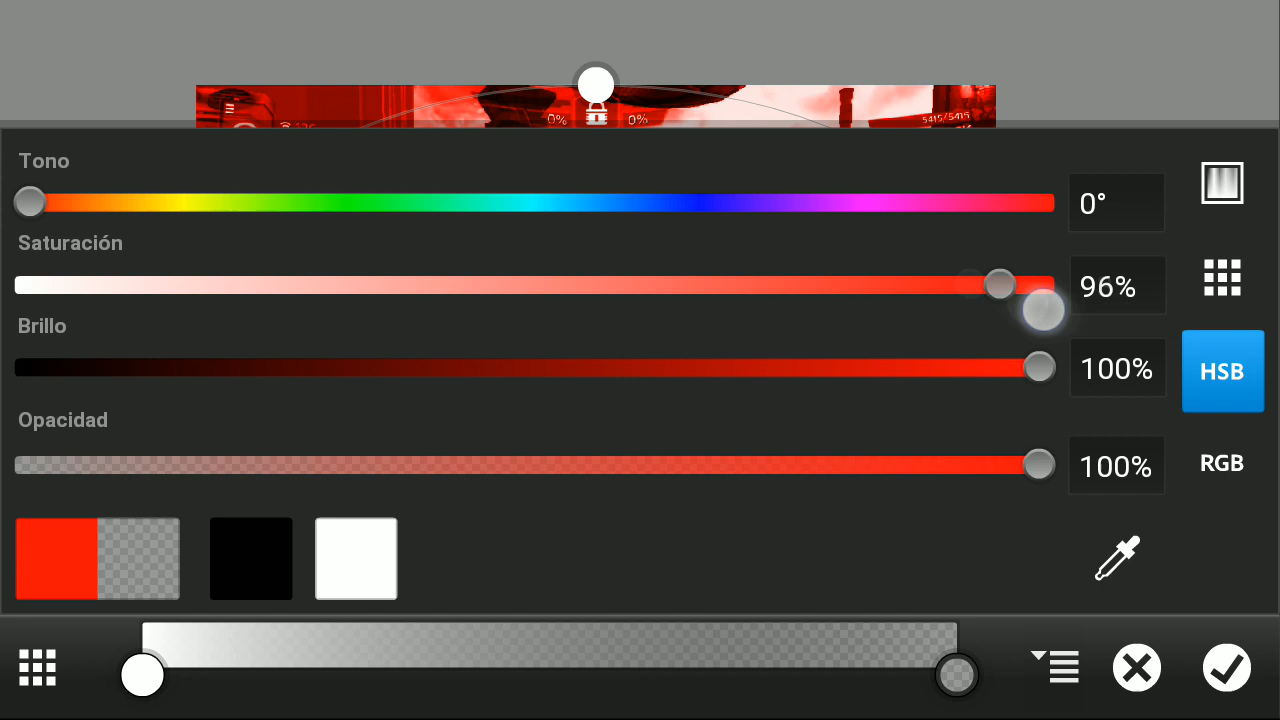 0% 0%
5415/5415
Tono
0°
Saturación
96%
Brillo
100%
HSB
Opacidad
100%
RGB